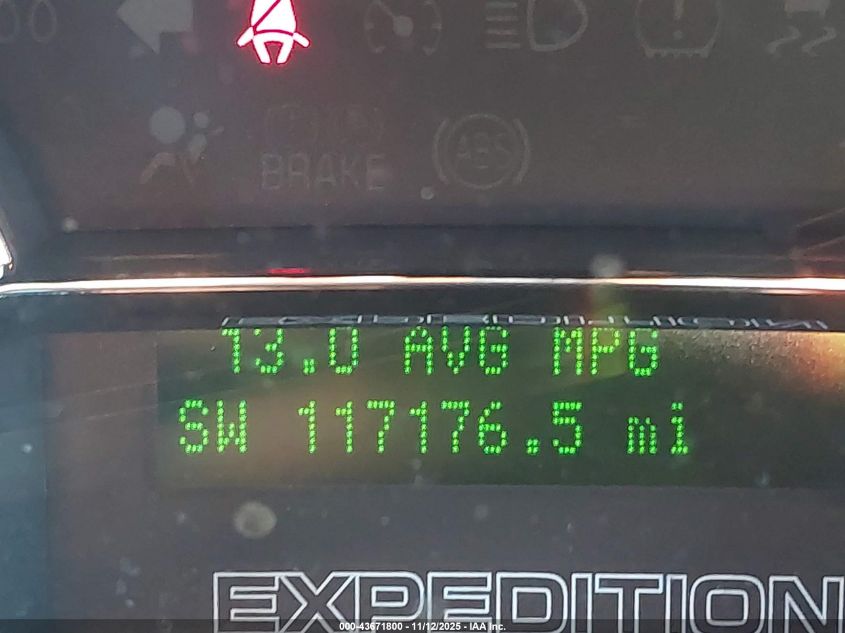 BRAKE
ABS
13.0 AVG MPG
SW 117176.5 mi
EXPEDITION
000-43671800 - 11/12/2025 - IAA Inc.